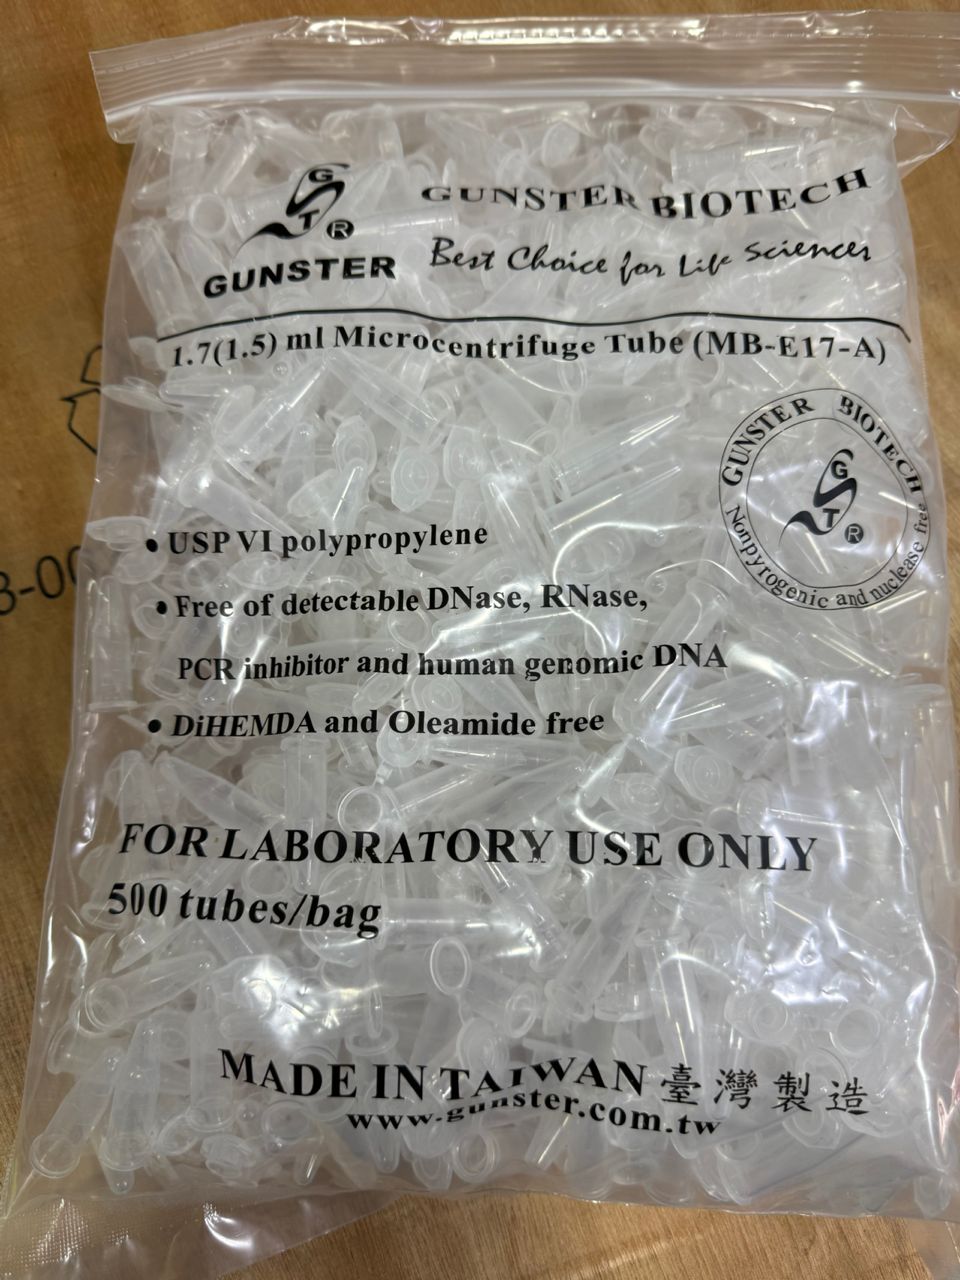 GST®
GUNSTER
GUNSTER BIOTECH
Best Choice for Life Sciences
1.7(1.5) ml Microcentrifuge Tube (MB-E17-A)
GUNSTER BIOTECH
GST®
Nonpyrogenic and nuclease free
• USP VI polypropylene
• Free of detectable DNase, RNase,
PCR inhibitor and human genomic DNA
• DiHEMDA and Oleamide free
FOR LABORATORY USE ONLY
500 tubes/bag
MADE IN TAIWAN 臺灣製造
www.gunster.com.tw